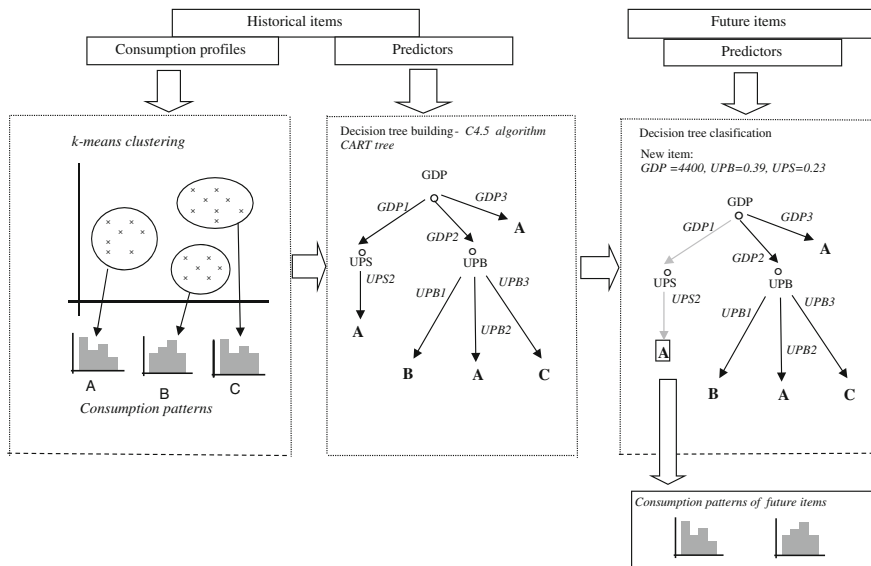 Historical items
Future items
Consumption profiles
Predictors
Predictors
k-means clustering
A
B
C
Consumption patterns
Decision tree building - C4.5 algorithm
CART tree
GDP
GDP1
GDP2
GDP3
A
UPS
UPB
UPS2
UPB1
UPB3
UPB2
A
B
A
C
Decision tree clasification
New item:
GDP =4400, UPB=0.39, UPS=0.23
GDP
GDP1
GDP3
GDP2
A
UPS
UPB
UPS2
UPB1
UPB3
UPB2
A
B
A
C
Consumption patterns of future items